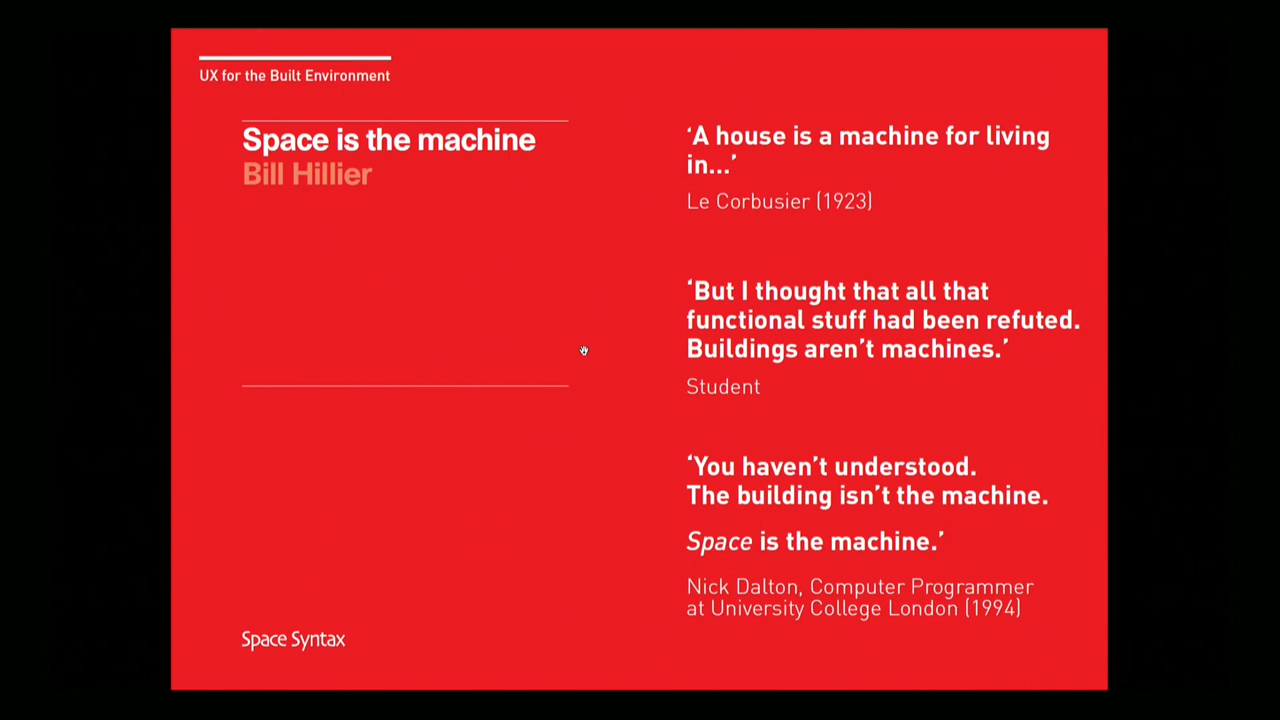 UX for the Built Environment
Space is the machine
Bill Hillier
‘A house is a machine for living
in...’
Le Corbusier (1923)
‘But I thought that all that
functional stuff had been refuted.
Buildings aren’t machines.’
Student
‘You haven’t understood.
The building isn’t the machine.
Space is the machine.’
Nick Dalton, Computer Programmer
at University College London (1994)
Space Syntax